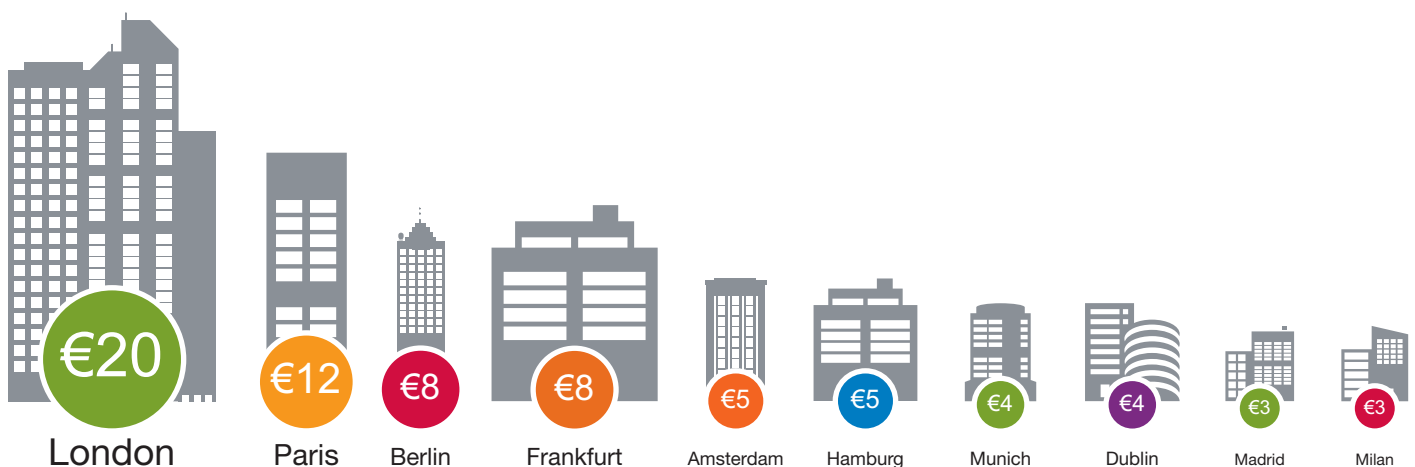 €20
€12
€8
€8
€5
€5
€4
€4
€3
€3
London
Paris
Berlin
Frankfurt
Amsterdam
Hamburg
Munich
Dublin
Madrid
Milan